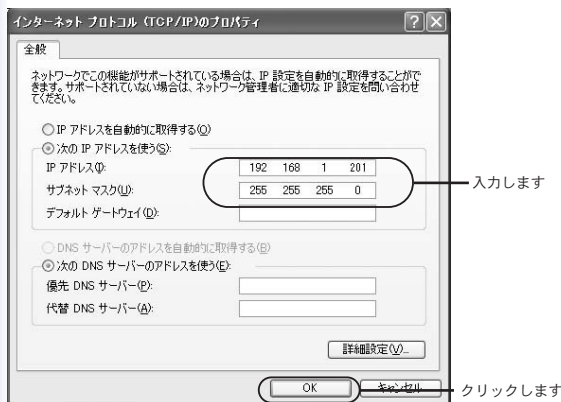 インターネット プロトコル (TCP/IP)のプロパティ
全般
ネットワークでこの機能がサポートされている場合は、IP 設定を自動的に取得することがで
きます。サポートされていない場合は、ネットワーク管理者に適切な IP 設定を問い合わせ
てください。
IP アドレスを自動的に取得する(O)
次の IP アドレスを使う(S):
IP アドレス(I): 192 168 1 201
入力します
サブネット マスク(U): 255 255 255 0
デフォルト ゲートウェイ(D):
DNS サーバーのアドレスを自動的に取得する(B)
次の DNS サーバーのアドレスを使う(E):
優先 DNS サーバー(P):
代替 DNS サーバー(A):
詳細設定(V)...
OK キャンセル
クリックします